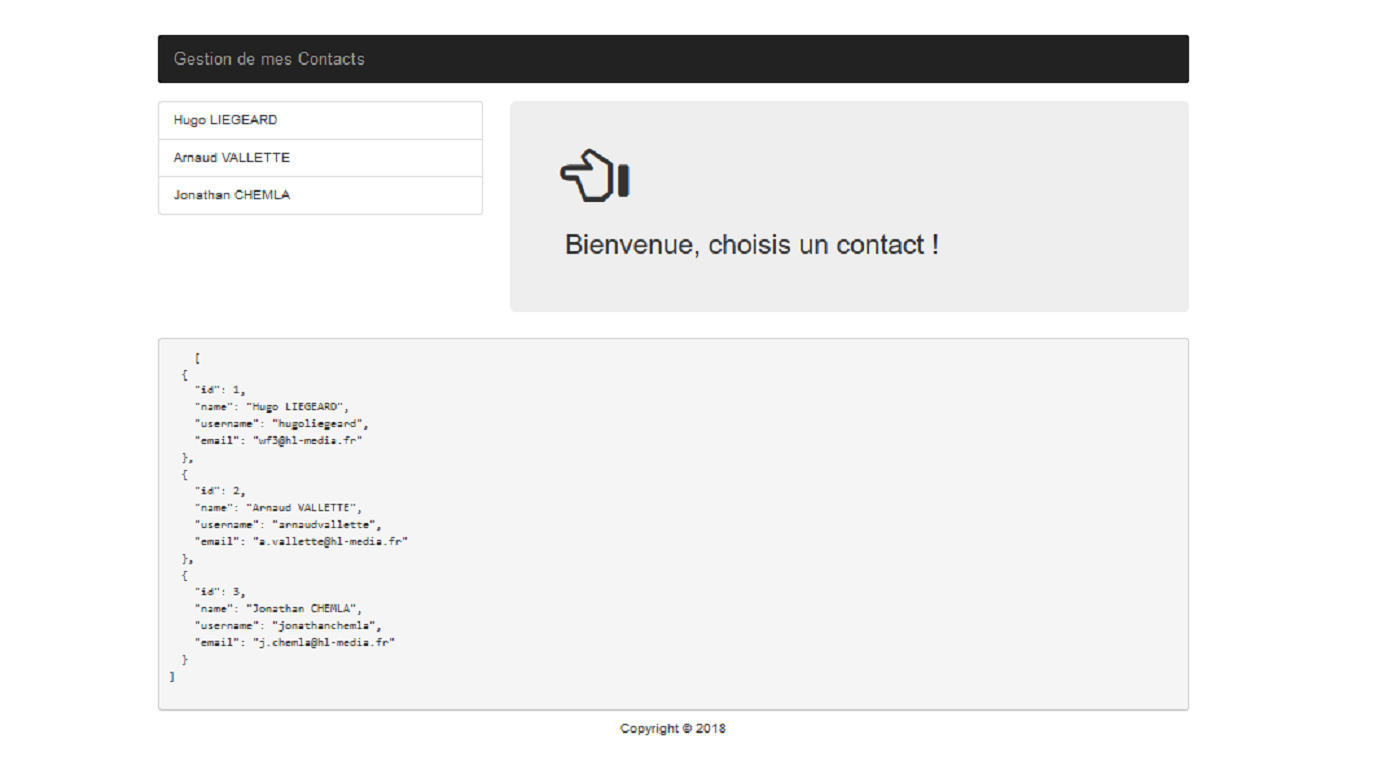 Gestion de mes Contacts
Hugo LIEGEARD
Arnaud VALLETTE
Jonathan CHEMLA
Bienvenue, choisis un contact !
[
{
"id": 1,
"name": "Hugo LIEGEARD",
"username": "hugoliegeard",
"email": "wf3@hl-media.fr"
},
{
"id": 2,
"name": "Arnaud VALLETTE",
"username": "arnaudvallette",
"email": "a.vallette@hl-media.fr"
},
{
"id": 3,
"name": "Jonathan CHEMLA",
"username": "jonathanchemla",
"email": "j.chemla@hl-media.fr"
}
]
Copyright © 2018